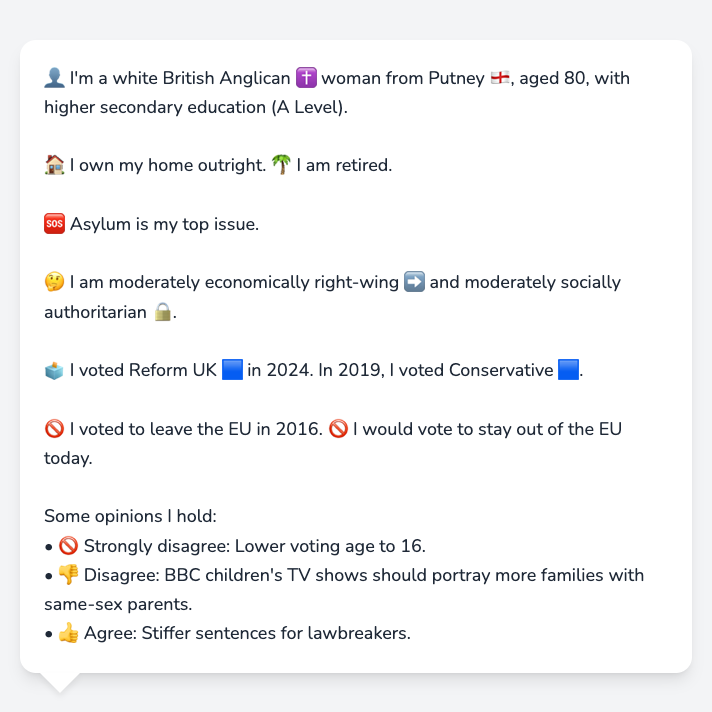 👤 I'm a white British Anglican ✝️ woman from Putney 🏴󠁧󠁢󠁥󠁮󠁧󠁿, aged 80, with
higher secondary education (A Level).
🏠 I own my home outright. 🌴 I am retired.
🆘 Asylum is my top issue.
🤔 I am moderately economically right-wing ➡️ and moderately socially
authoritarian 🔒.
🗳️ I voted Reform UK 🟦 in 2024. In 2019, I voted Conservative 🟦.
🚫 I voted to leave the EU in 2016. 🚫 I would vote to stay out of the EU
today.
Some opinions I hold:
• 🚫 Strongly disagree: Lower voting age to 16.
• 👎 Disagree: BBC children's TV shows should portray more families with
same-sex parents.
• 👍 Agree: Stiffer sentences for lawbreakers.